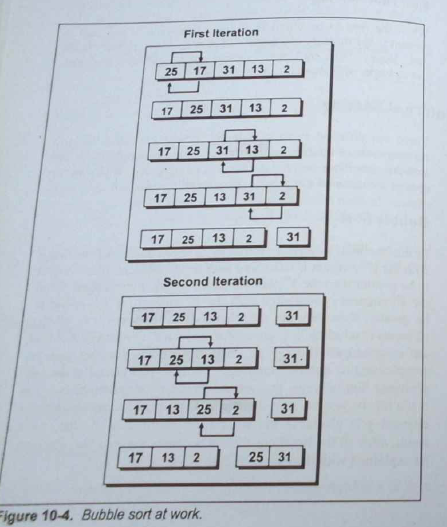 First Iteration
25 17 31 13 2
17 25 31 13 2
17 25 31 13 2
17 25 13 31 2
17 25 13 2 31
Second Iteration
17 25 13 2 31
17 25 13 2 31
17 13 25 2 31
17 13 2 25 31
Figure 10-4. Bubble sort at work.